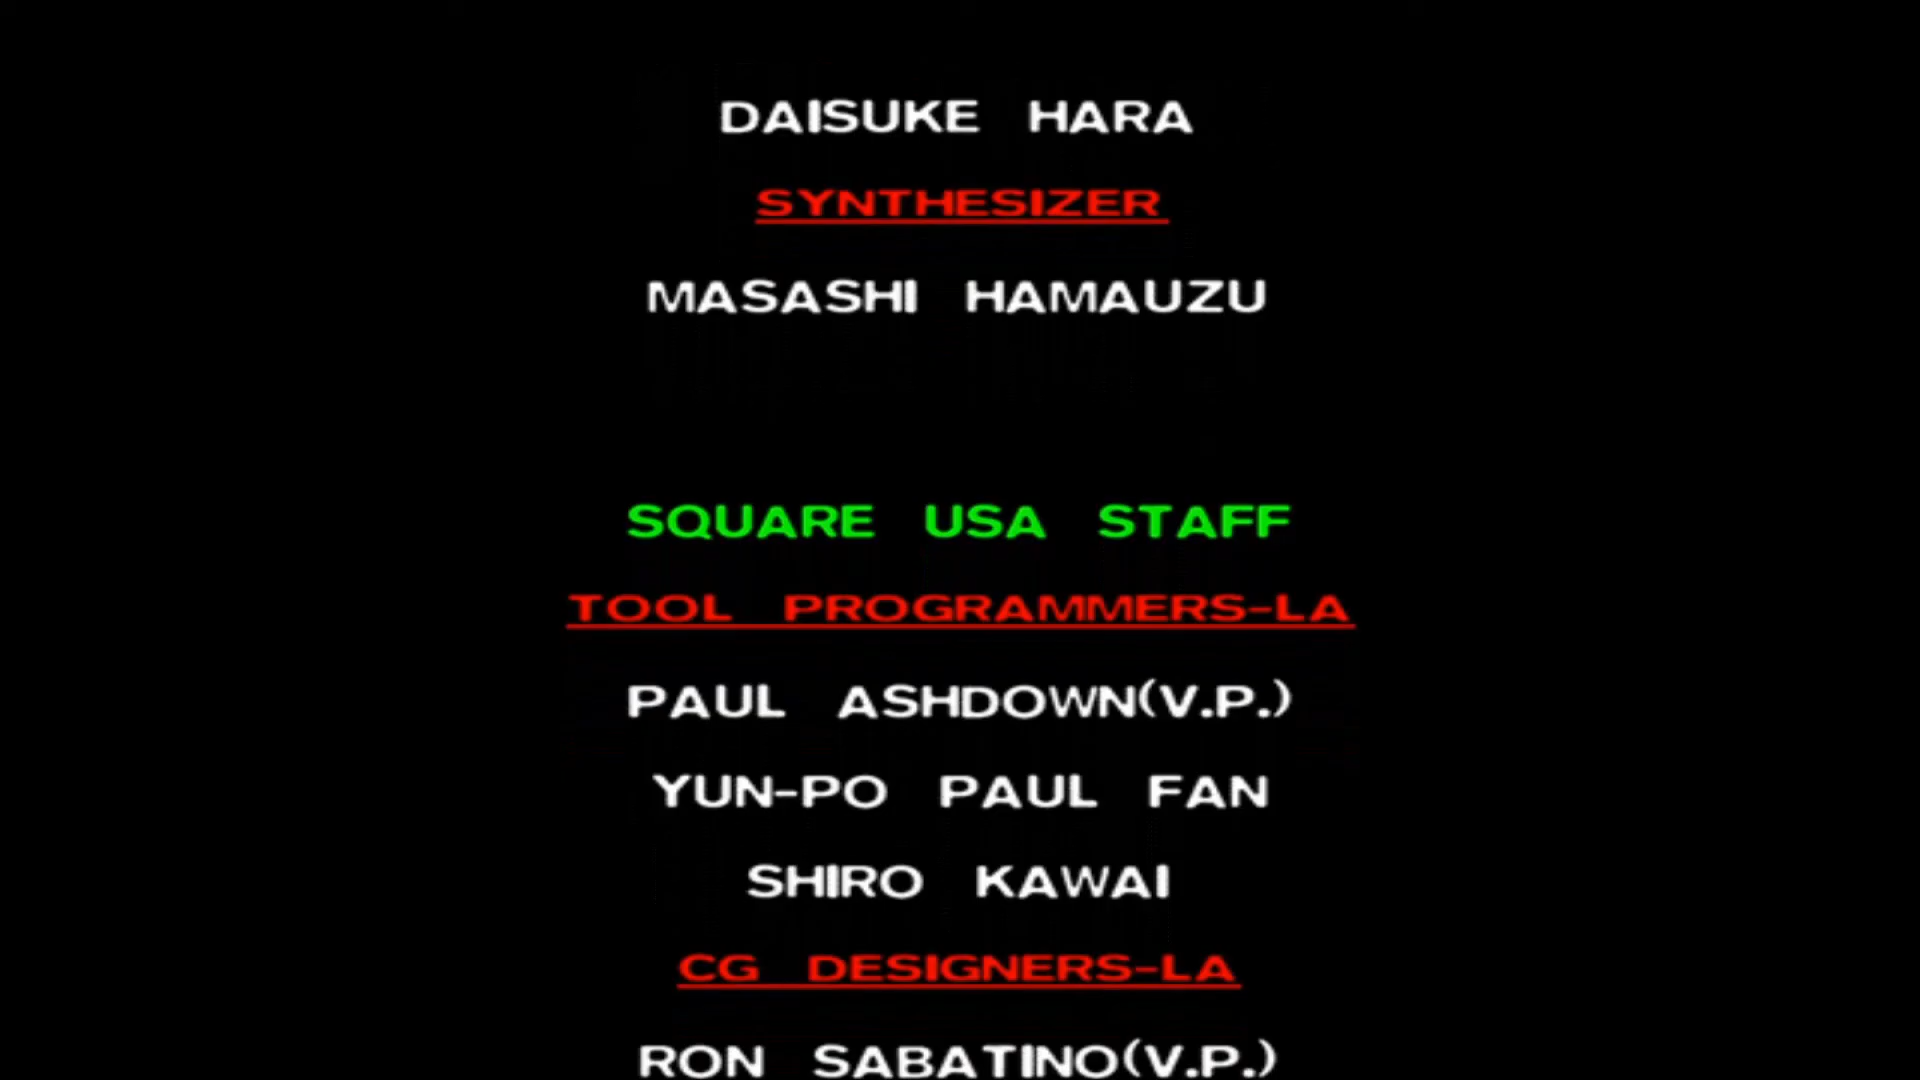 DAISUKE HARA
SYNTHESIZER
MASASHI HAMAUZU
SQUARE USA STAFF
TOOL PROGRAMMERS-LA
PAUL ASHDOWN(V.P.)
YUN-PO PAUL FAN
SHIRO KAWAI
CG DESIGNERS-LA
RON SABATINO(V.P.)